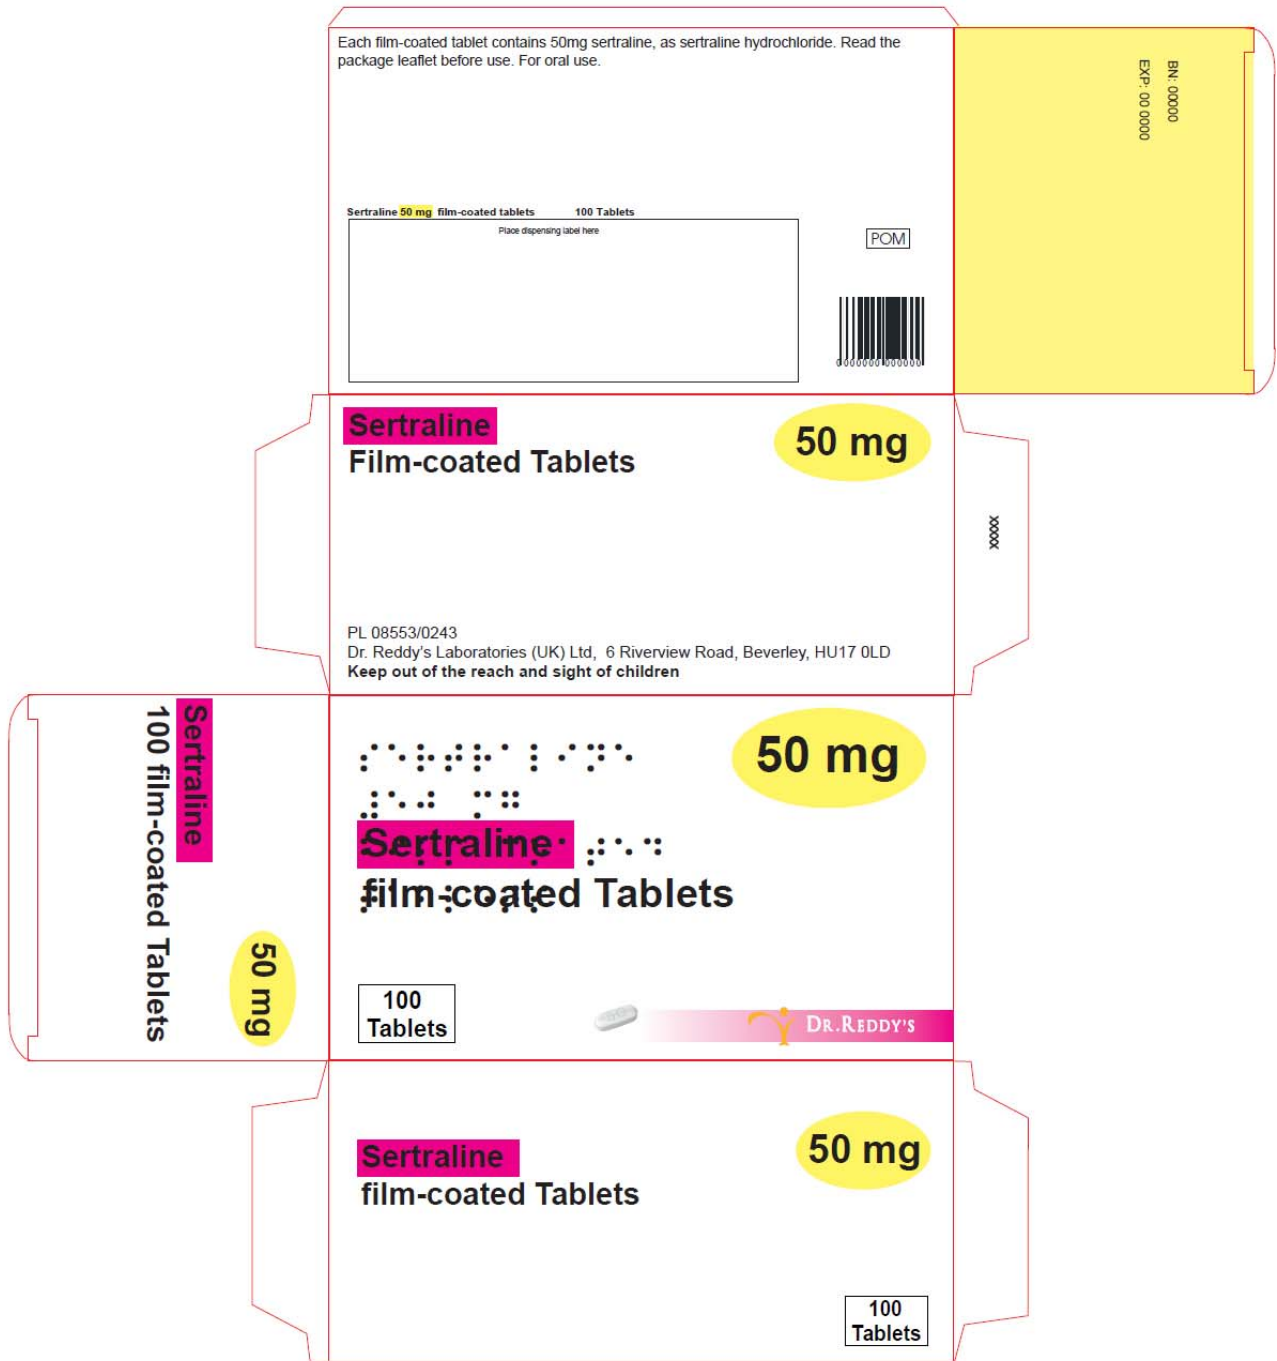 Each film-coated tablet contains 50mg sertraline, as sertraline hydrochloride. Read the
package leaflet before use. For oral use.
BN: 00000
EXP: 00 0000
Sertraline 50 mg film-coated tablets 100 Tablets
Place dispensing label here
POM
0000000 000000
Sertraline
Film-coated Tablets
50 mg
XXXXX
PL 08553/0243
Dr. Reddy's Laboratories (UK) Ltd, 6 Riverview Road, Beverley, HU17 0LD
Keep out of the reach and sight of children
Sertraline
100 film-coated Tablets
50 mg
50 mg
⠎⠑⠗⠞⠗⠁⠇⠊⠝⠑
⠼⠑⠚ ⠍⠛
Sertraline
film-coated Tablets
100
Tablets
DR.REDDY'S
Sertraline
film-coated Tablets
50 mg
100
Tablets